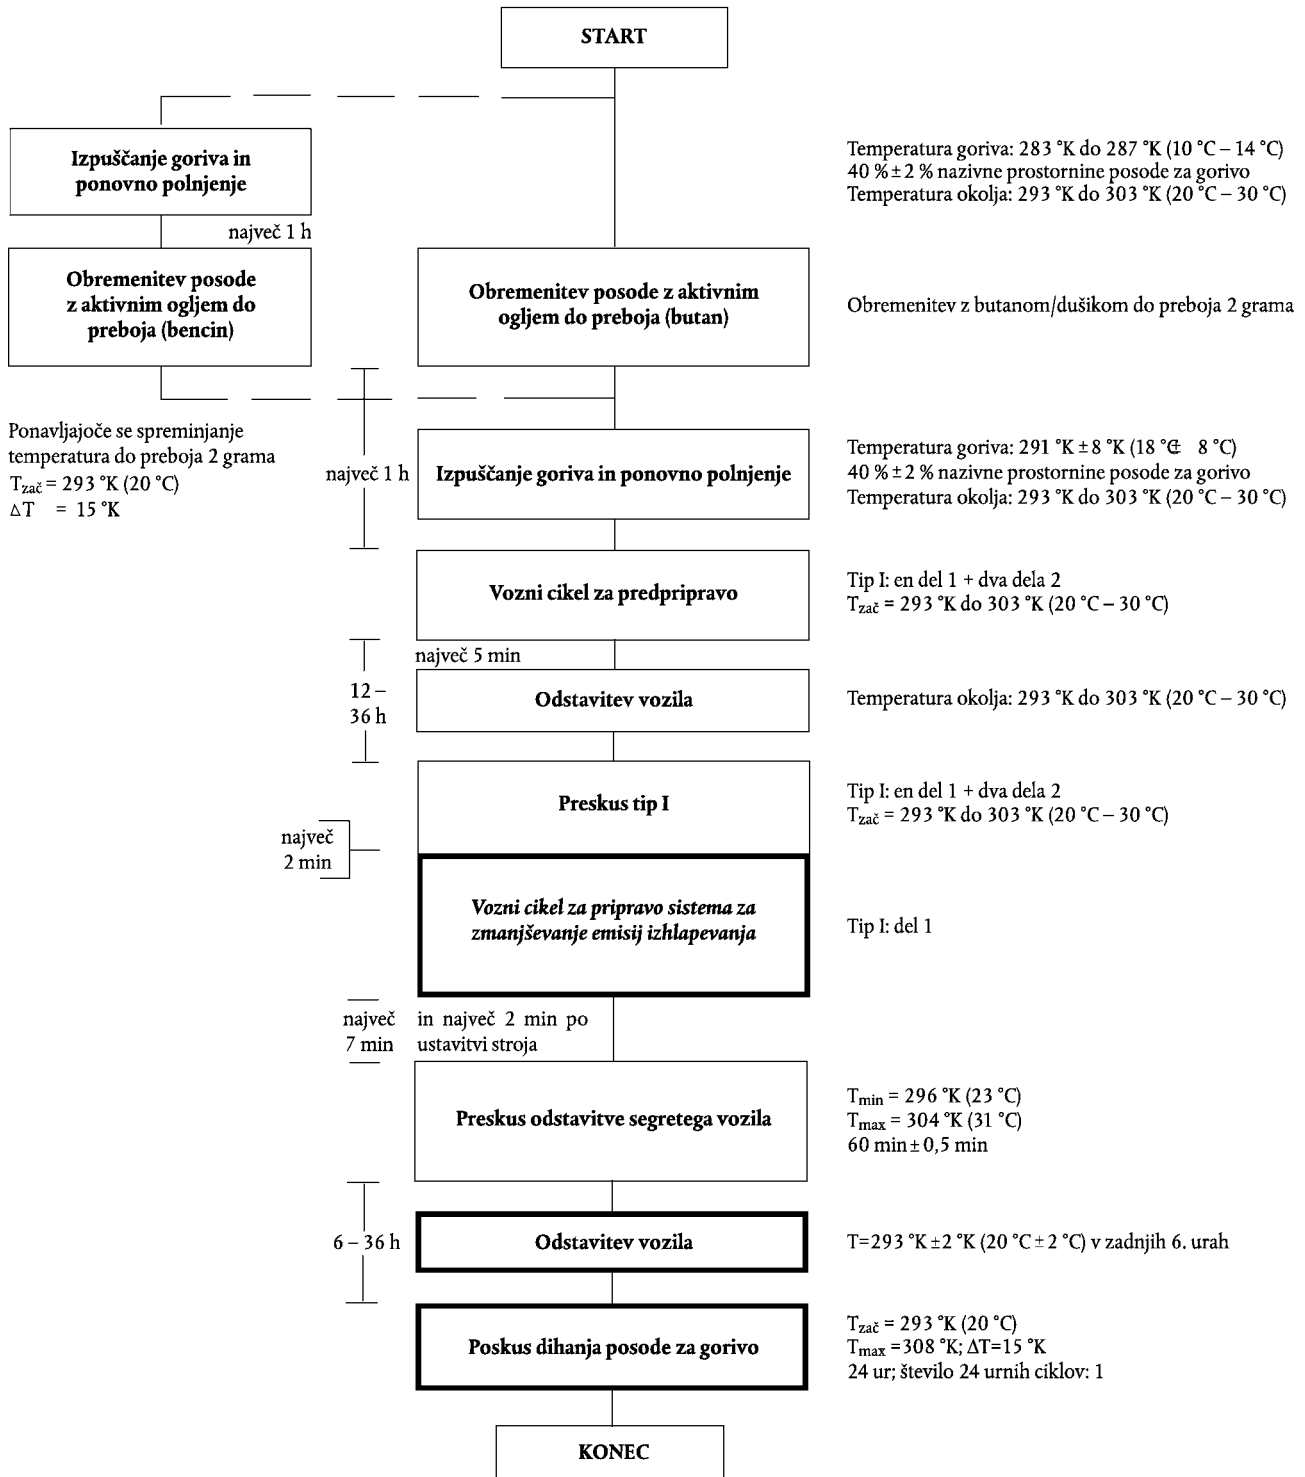 START
Izpuščanje goriva in
ponovno polnjenje
Temperatura goriva: 283 °K do 287 °K (10 °C – 14 °C)
40 % ± 2 % nazivne prostornine posode za gorivo
Temperatura okolja: 293 °K do 303 °K (20 °C – 30 °C)
največ 1 h
Obremenitev posode
z aktivnim ogljem do
preboja (bencin)
Obremenitev posode z aktivnim
ogljem do preboja (butan)
Obremenitev z butanom/dušikom do preboja 2 grama
Ponavljajoče se spreminjanje
temperatura do preboja 2 grama
Tzač = 293 °K (20 °C)
ΔT = 15 °K
največ 1 h
Izpuščanje goriva in ponovno polnjenje
Temperatura goriva: 291 °K ± 8 °K (18 °C ± 8 °C)
40 % ± 2 % nazivne prostornine posode za gorivo
Temperatura okolja: 293 °K do 303 °K (20 °C – 30 °C)
Vozni cikel za predpripravo
Tip I: en del 1 + dva dela 2
Tzač = 293 °K do 303 °K (20 °C – 30 °C)
največ 5 min
12 –
36 h
Odstavitev vozila
Temperatura okolja: 293 °K do 303 °K (20 °C – 30 °C)
Preskus tip I
Tip I: en del 1 + dva dela 2
Tzač = 293 °K do 303 °K (20 °C – 30 °C)
največ
2 min
Vozni cikel za pripravo sistema za
zmanjševanje emisij izhlapevanja
Tip I: del 1
največ
7 min
in največ 2 min po
ustavitvi stroja
Preskus odstavitve segretega vozila
Tmin = 296 °K (23 °C)
Tmax = 304 °K (31 °C)
60 min ± 0,5 min
6 – 36 h
Odstavitev vozila
T=293 °K ±2 °K (20 °C ± 2 °C) v zadnjih 6. urah
Poskus dihanja posode za gorivo
Tzač = 293 °K (20 °C)
Tmax =308 °K; ΔT=15 °K
24 ur; število 24 urnih ciklov: 1
KONEC